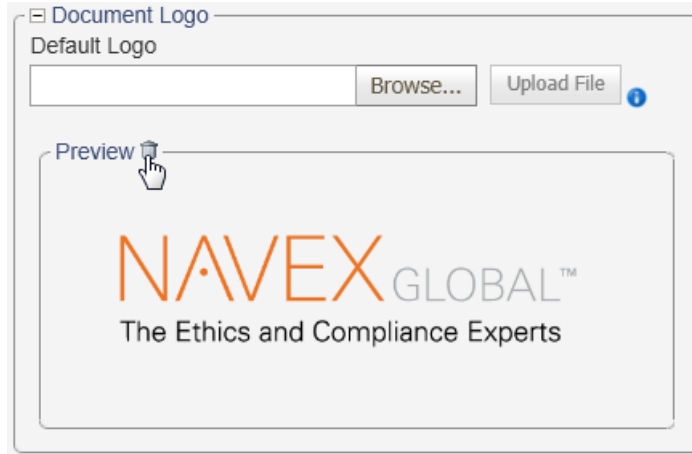 Document Logo
Default Logo
Browse... Upload File
Preview
NAVEX GLOBAL™
The Ethics and Compliance Experts